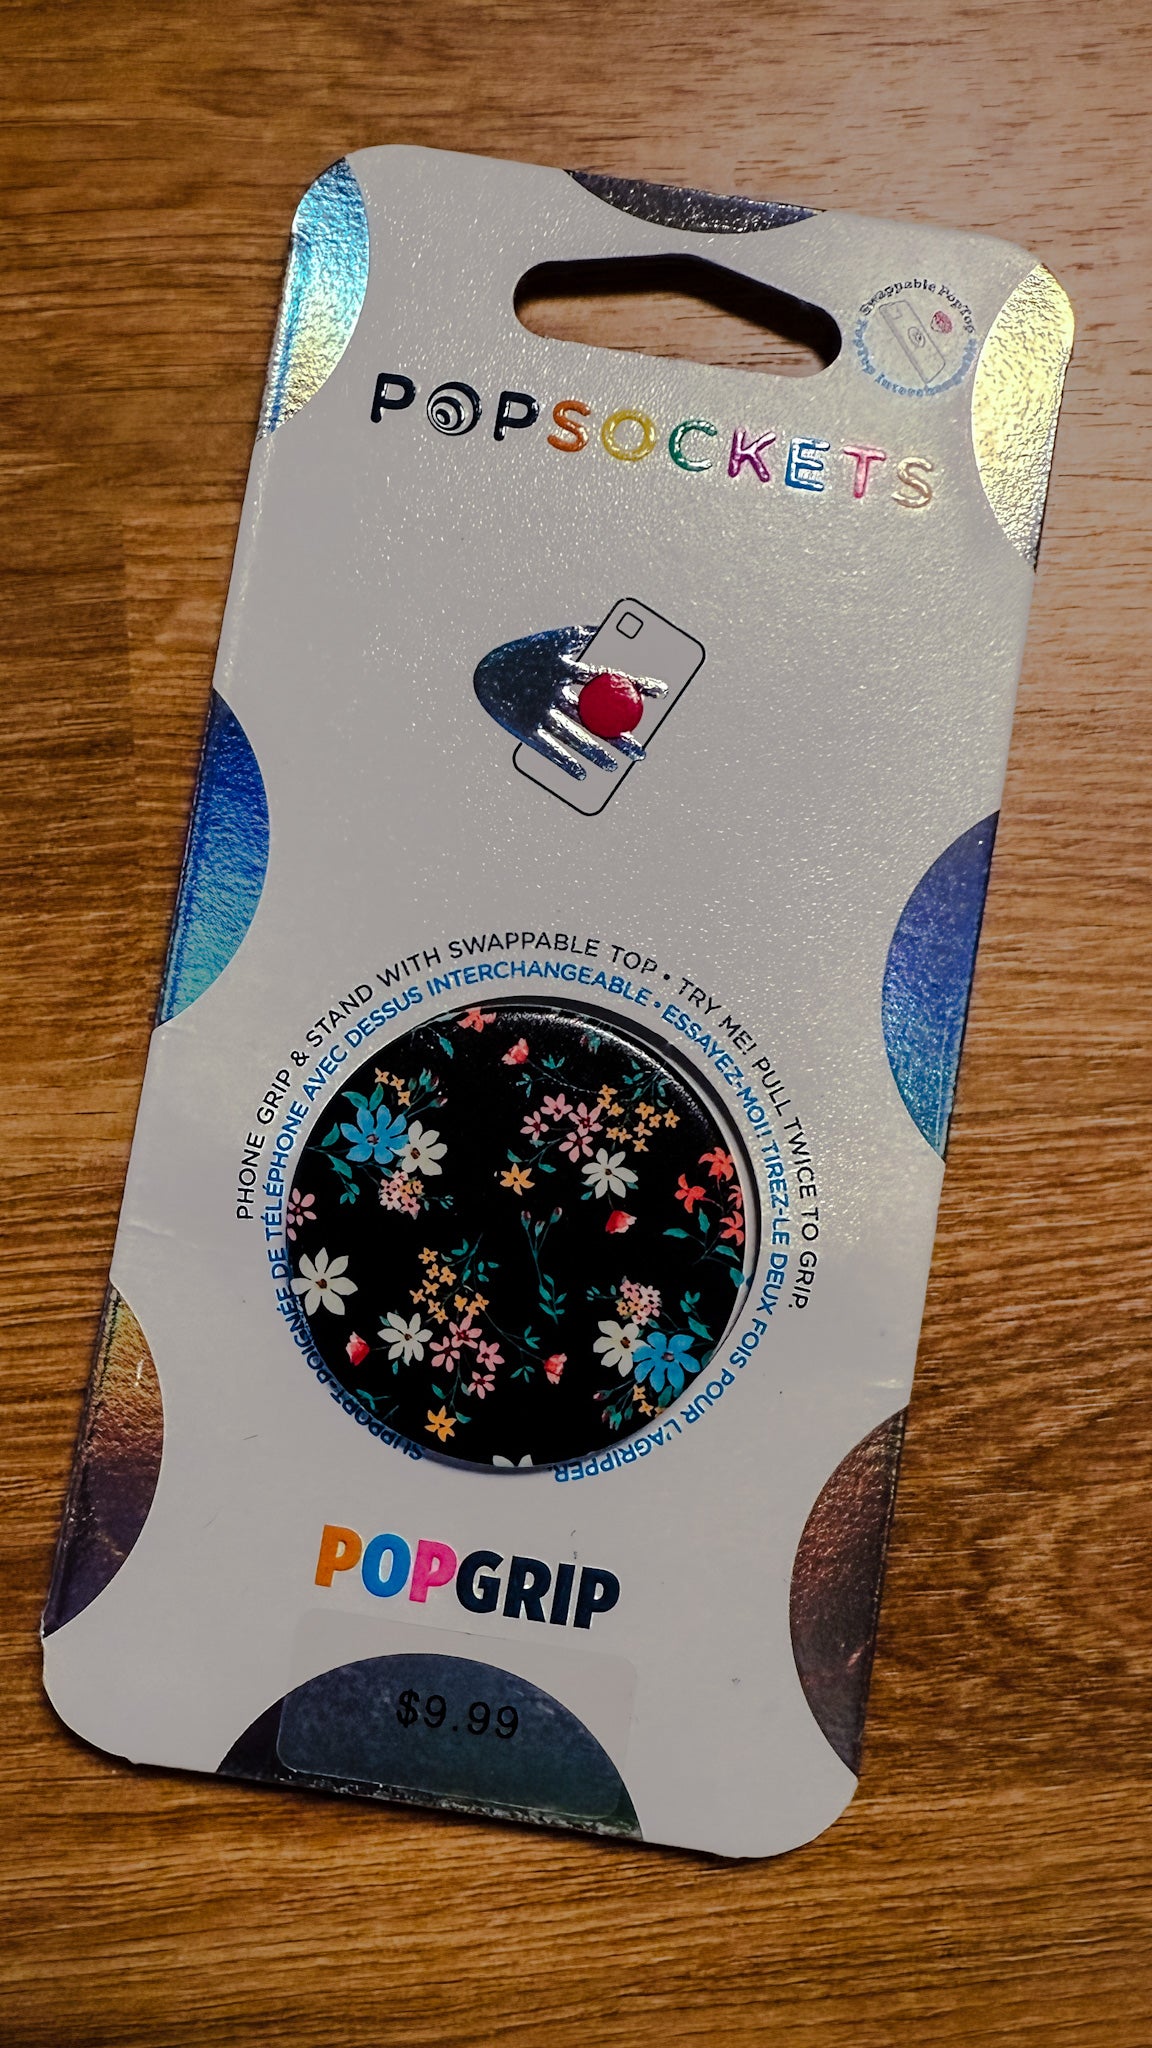 Swappable PopTop
POPSOCKETS
PHONE GRIP & STAND WITH SWAPPABLE TOP • TRY ME! PULL TWICE TO GRIP.
SUPPORT-POIGNÉE DE TÉLÉPHONE AVEC DESSUS INTERCHANGEABLE • ESSAYEZ-MOI! TIREZ-LE DEUX FOIS POUR L'AGRIPPER.
POPGRIP
$9.99